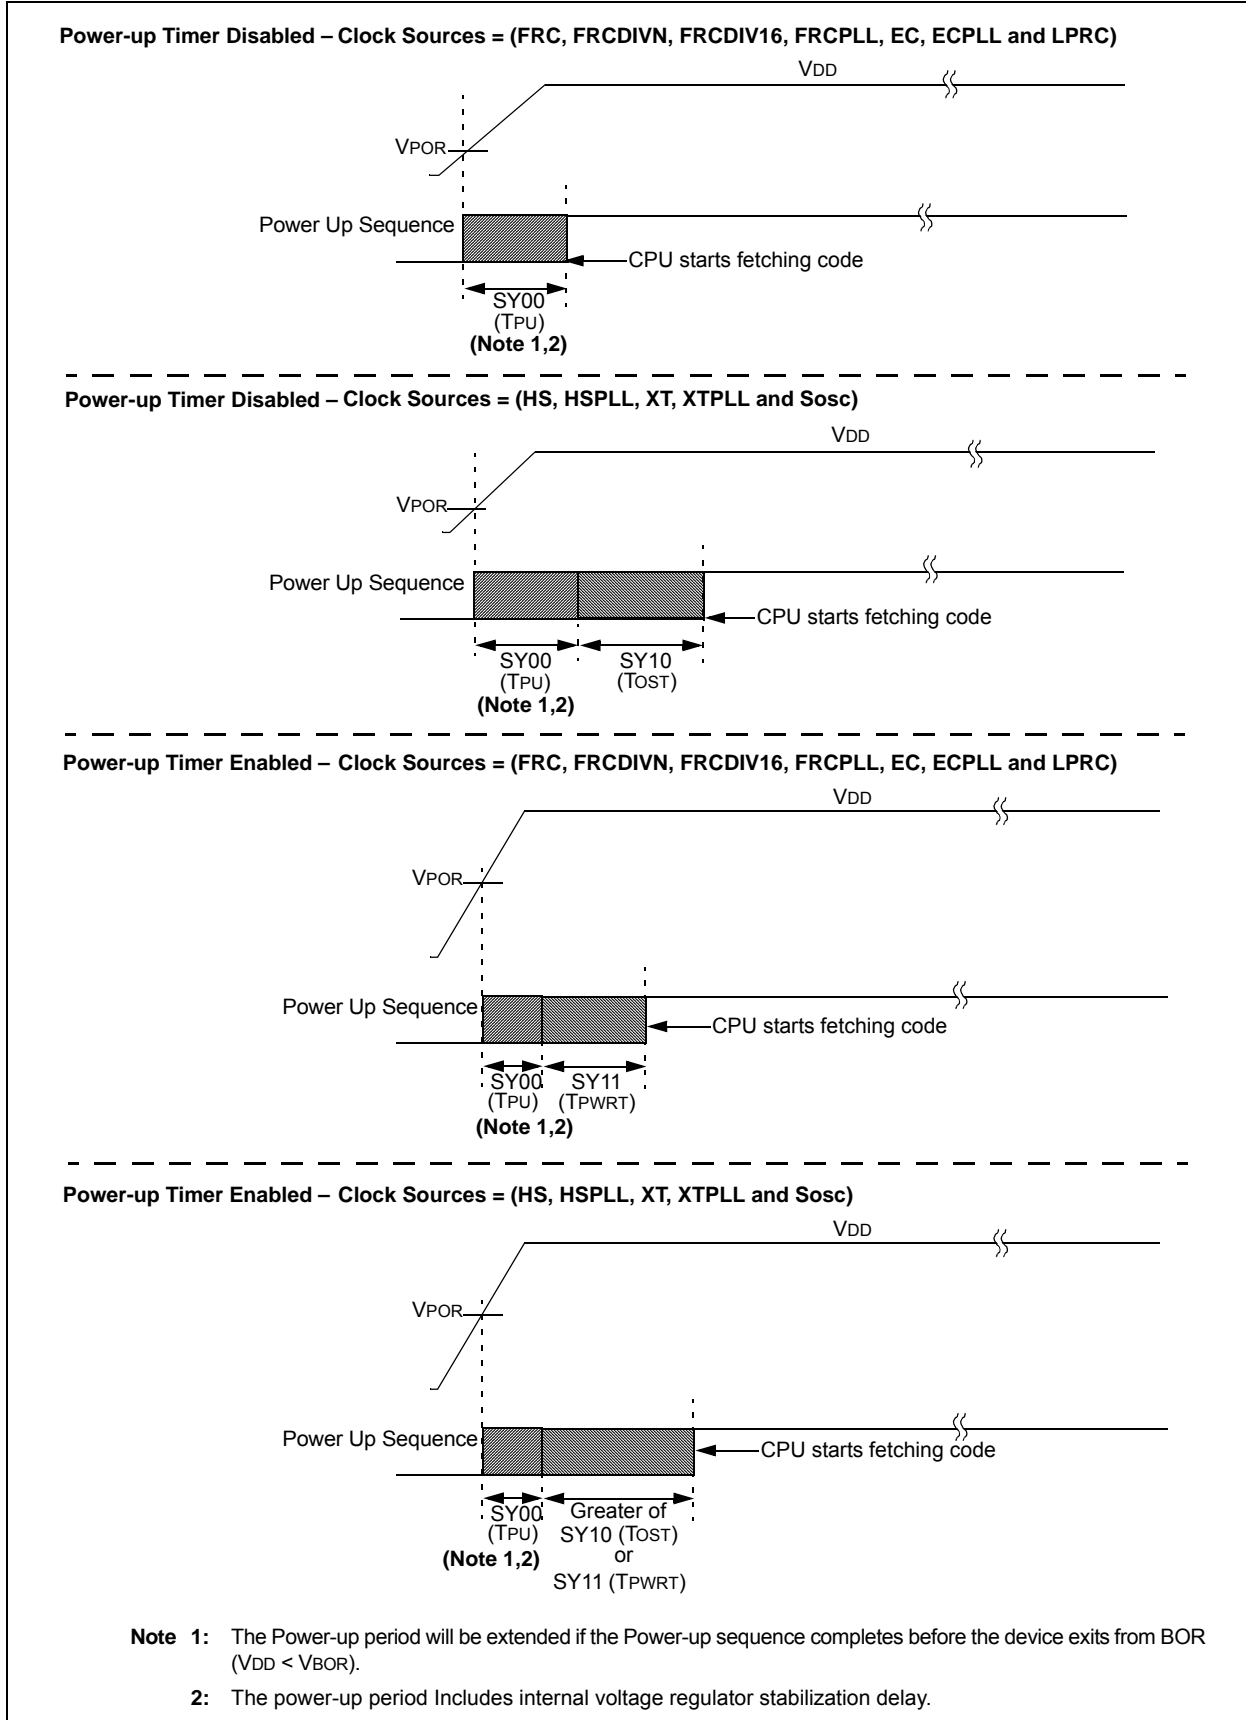 Power-up Timer Disabled – Clock Sources = (FRC, FRCDIVN, FRCDIV16, FRCPLL, EC, ECPLL and LPRC)
VDD
VPOR
Power Up Sequence
CPU starts fetching code
SY00
(TPU)
(Note 1,2)
Power-up Timer Disabled – Clock Sources = (HS, HSPLL, XT, XTPLL and Sosc)
VDD
VPOR
Power Up Sequence
CPU starts fetching code
SY00 SY10
(TPU) (TOST)
(Note 1,2)
Power-up Timer Enabled – Clock Sources = (FRC, FRCDIVN, FRCDIV16, FRCPLL, EC, ECPLL and LPRC)
VDD
VPOR
Power Up Sequence
CPU starts fetching code
SY00 SY11
(TPU) (TPWRT)
(Note 1,2)
Power-up Timer Enabled – Clock Sources = (HS, HSPLL, XT, XTPLL and Sosc)
VDD
VPOR
Power Up Sequence
CPU starts fetching code
SY00 Greater of
(TPU) SY10 (TOST)
(Note 1,2) or
SY11 (TPWRT)
Note 1: The Power-up period will be extended if the Power-up sequence completes before the device exits from BOR
(VDD < VBOR).
2: The power-up period Includes internal voltage regulator stabilization delay.